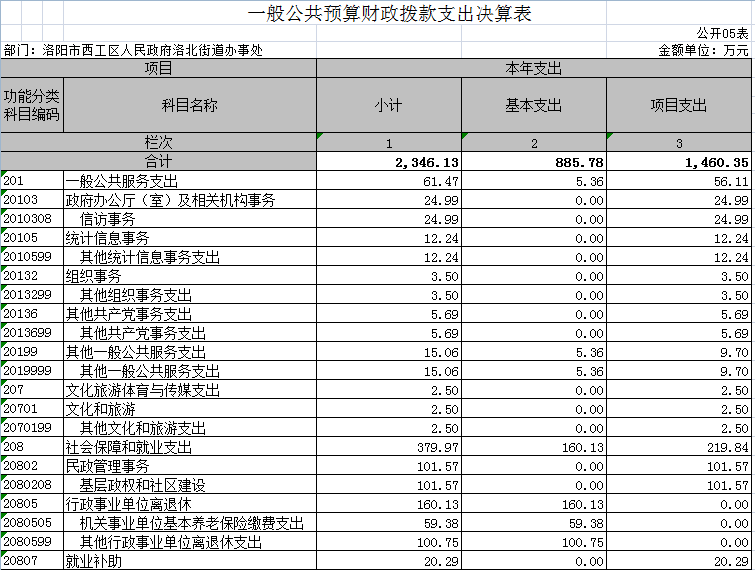 一般公共预算财政拨款支出决算表
公开05表
部门：洛阳市西工区人民政府洛北街道办事处 金额单位：万元
项目 本年支出
功能分类科目编码 科目名称 小计 基本支出 项目支出
栏次 1 2 3
合计 2,346.13 885.78 1,460.35
201 一般公共服务支出 61.47 5.36 56.11
20103 政府办公厅（室）及相关机构事务 24.99 0.00 24.99
2010308 信访事务 24.99 0.00 24.99
20105 统计信息事务 12.24 0.00 12.24
2010599 其他统计信息事务支出 12.24 0.00 12.24
20132 组织事务 3.50 0.00 3.50
2013299 其他组织事务支出 3.50 0.00 3.50
20136 其他共产党事务支出 5.69 0.00 5.69
2013699 其他共产党事务支出 5.69 0.00 5.69
20199 其他一般公共服务支出 15.06 5.36 9.70
2019999 其他一般公共服务支出 15.06 5.36 9.70
207 文化旅游体育与传媒支出 2.50 0.00 2.50
20701 文化和旅游 2.50 0.00 2.50
2070199 其他文化和旅游支出 2.50 0.00 2.50
208 社会保障和就业支出 379.97 160.13 219.84
20802 民政管理事务 101.57 0.00 101.57
2080208 基层政权和社区建设 101.57 0.00 101.57
20805 行政事业单位离退休 160.13 160.13 0.00
2080505 机关事业单位基本养老保险缴费支出 59.38 59.38 0.00
2080599 其他行政事业单位离退休支出 100.75 100.75 0.00
20807 就业补助 20.29 0.00 20.29